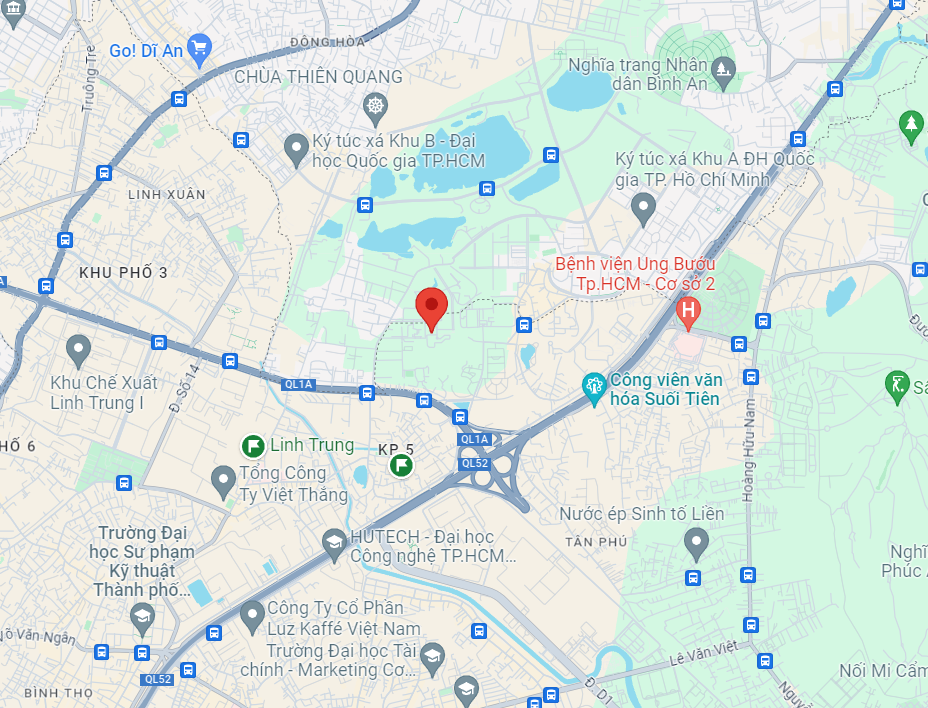 ĐÔNG HÒA
Go! Dĩ An
Trường Tre
CHÙA THIÊN QUANG
Nghĩa trang Nhân
dân Bình An
Ký túc xá Khu B - Đại
học Quốc gia TP.HCM
Ký túc xá Khu A ĐH Quốc
gia TP. Hồ Chí Minh
LINH XUÂN
KHU PHỐ 3
Bệnh viện Ung Bướu
Tp.HCM - Cơ sở 2
H
Khu Chế Xuất
Linh Trung I
Đ. Số 14
QL1A
Công viên văn
hóa Suối Tiên
HỐ 6
Linh Trung
KP 5
QL1A
QL52
Hoàng Hữu Nam
Tổng Công
Ty Việt Thắng
Nước ép Sinh tố Liền
TÂN PHÚ
Trường Đại
học Sư phạm
Kỹ thuật
Thành phố...
HUTECH - Đại học
Công nghệ TP.HCM...
Nghĩ
Phúc
Công Ty Cổ Phần
Luz Kaffé Việt Nam
Võ Văn Ngân
Trường Đại học Tài
chính - Marketing Cơ...
Lê Văn Việt
Nối Mi Cẩm
QL52
BÌNH THỌ
Đ. D1